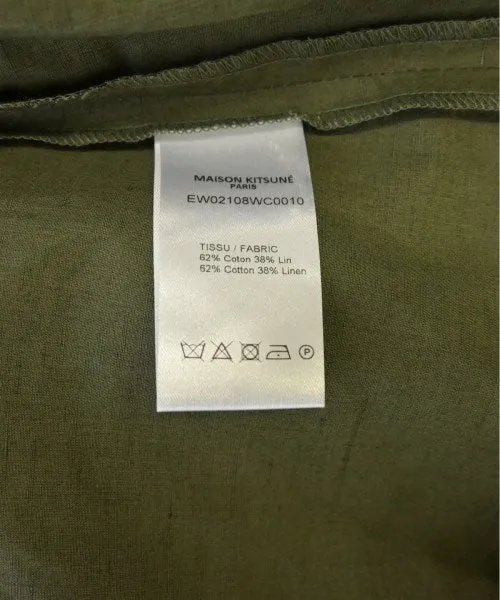 MAISON KITSUNÉ
PARIS
EW02108WC0010
TISSU / FABRIC
62% Coton 38% Lin
62% Cotton 38% Linen
P